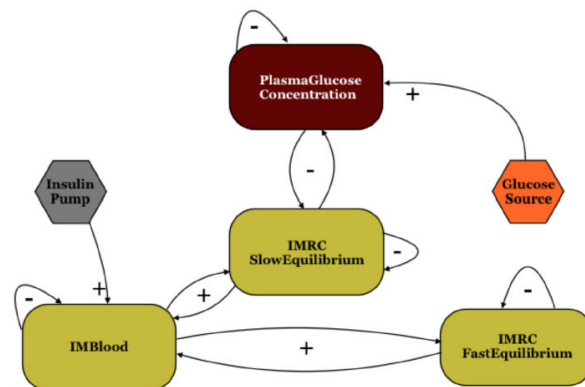 -
PlasmaGlucose
Concentration
+
-
Insulin
Pump
Glucose
Source
IMRC
SlowEquilibrium
-
+
+
-
-
IMBlood
+
IMRC
FastEquilibrium